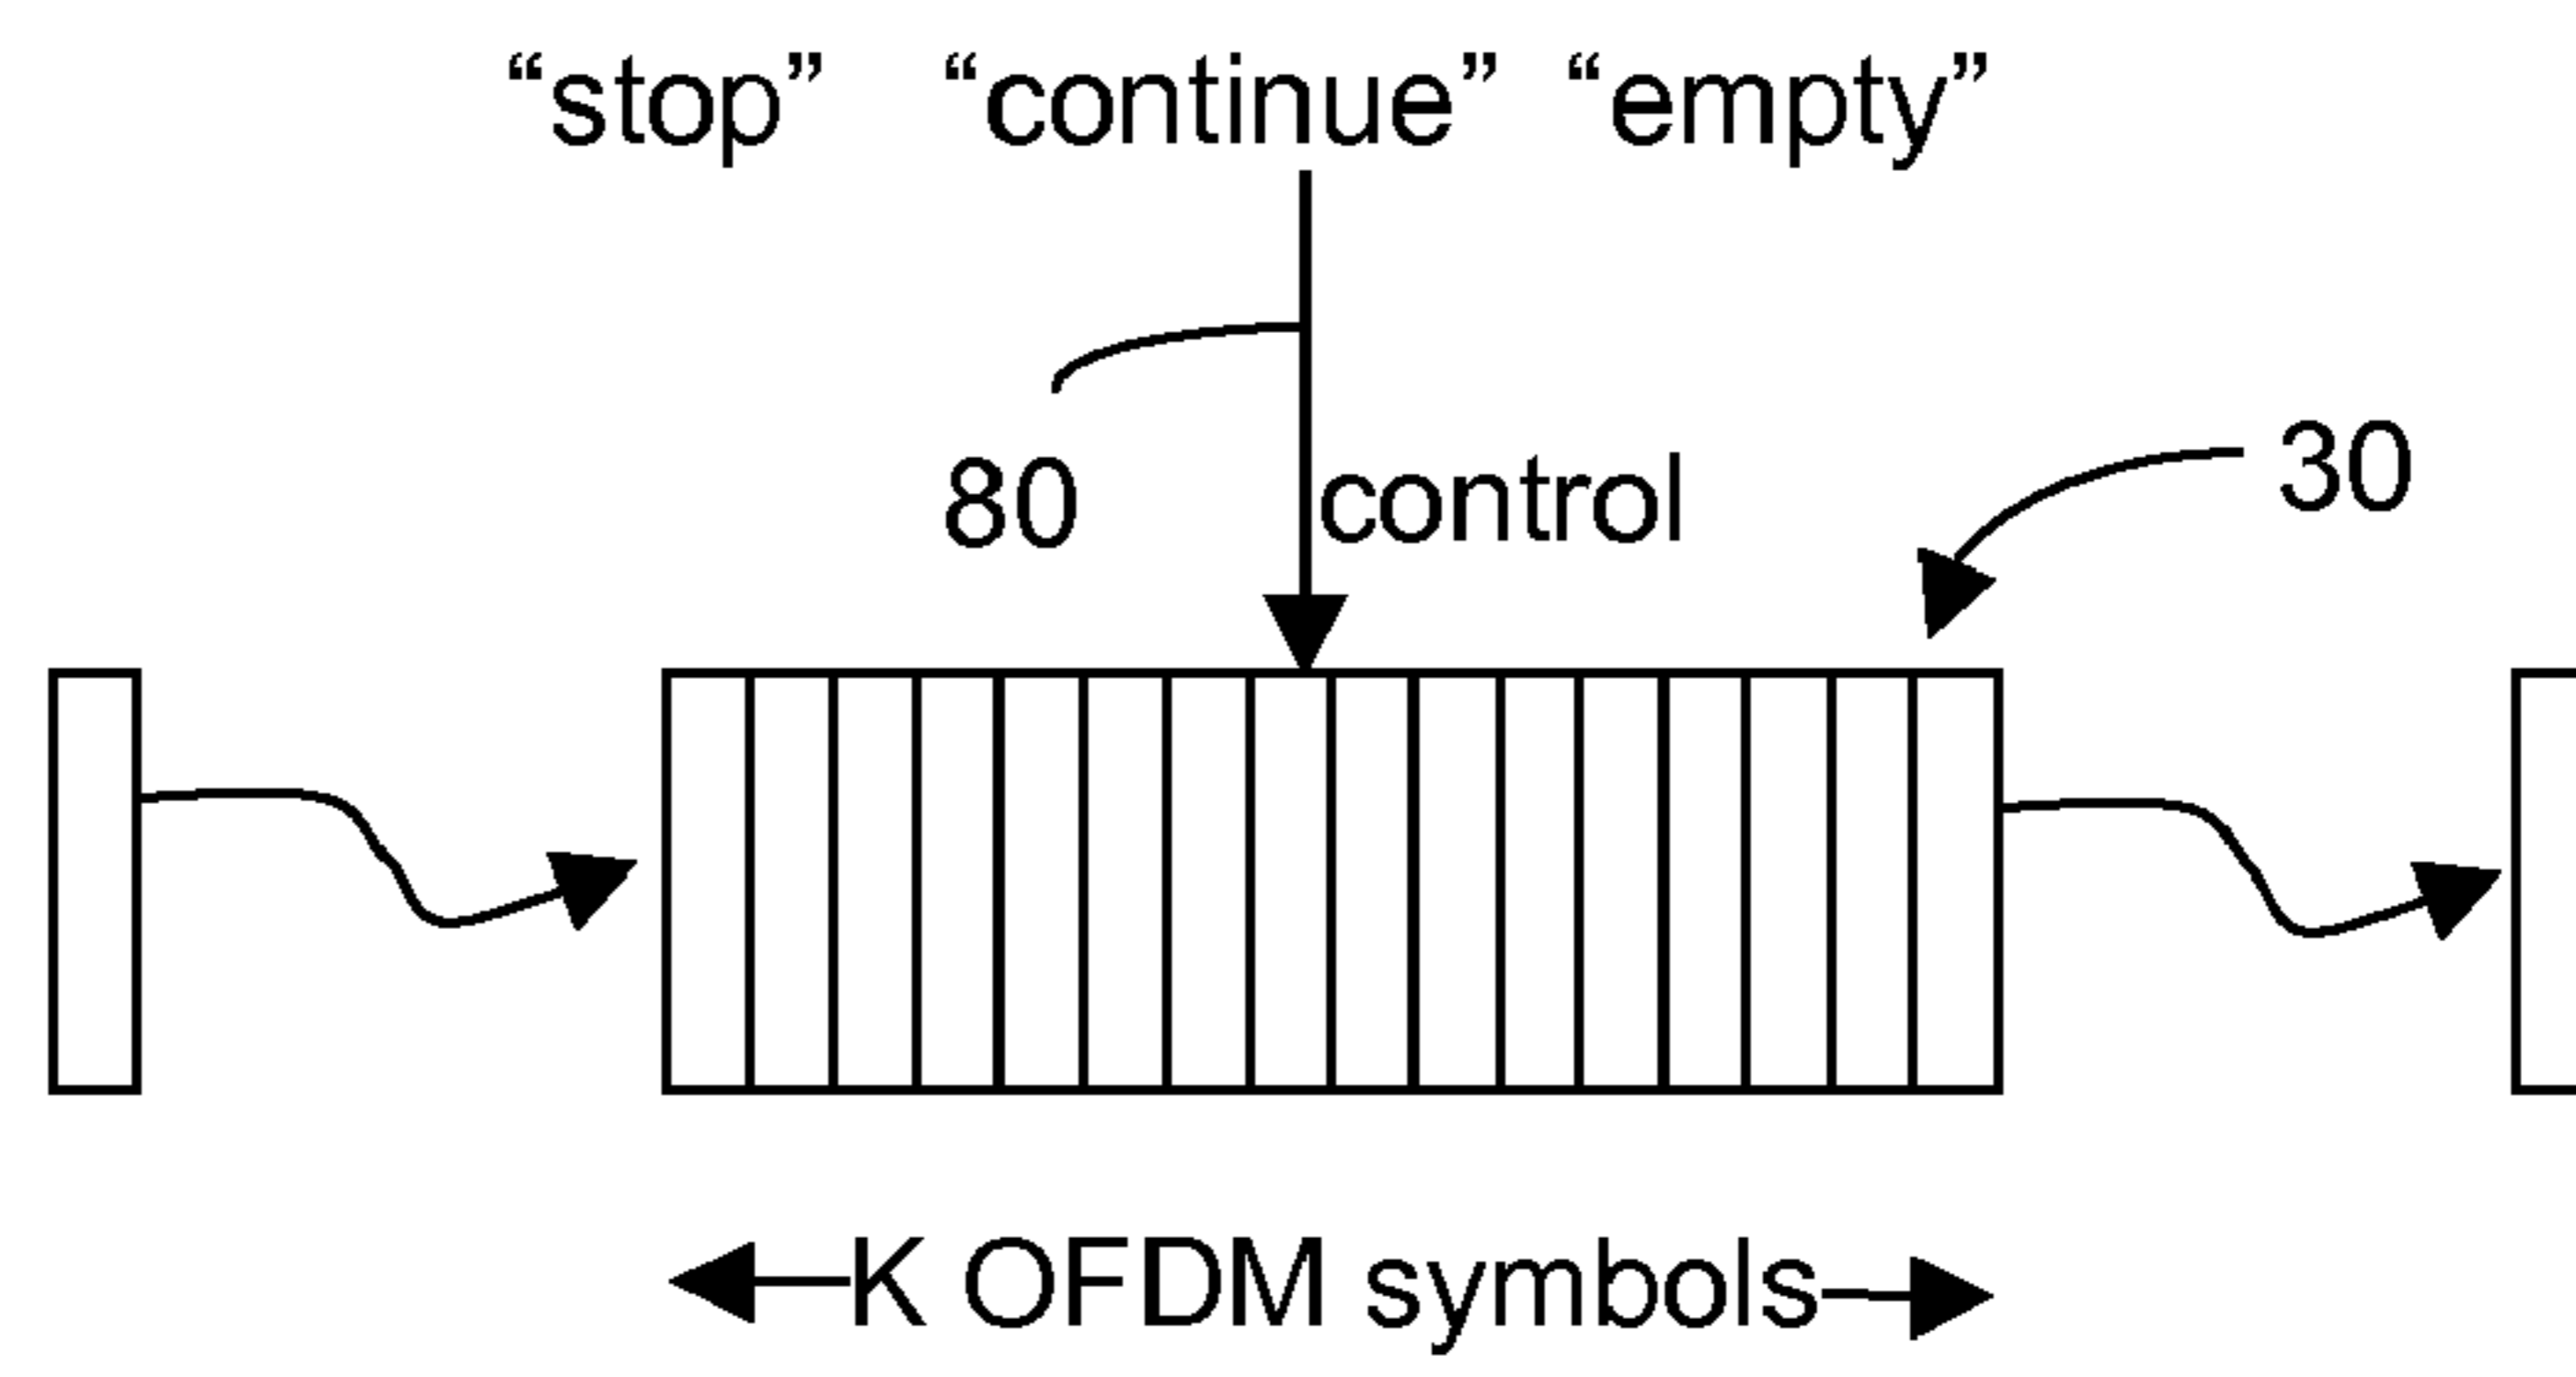 “stop” “continue” “empty”
30
80 control
K OFDM symbols